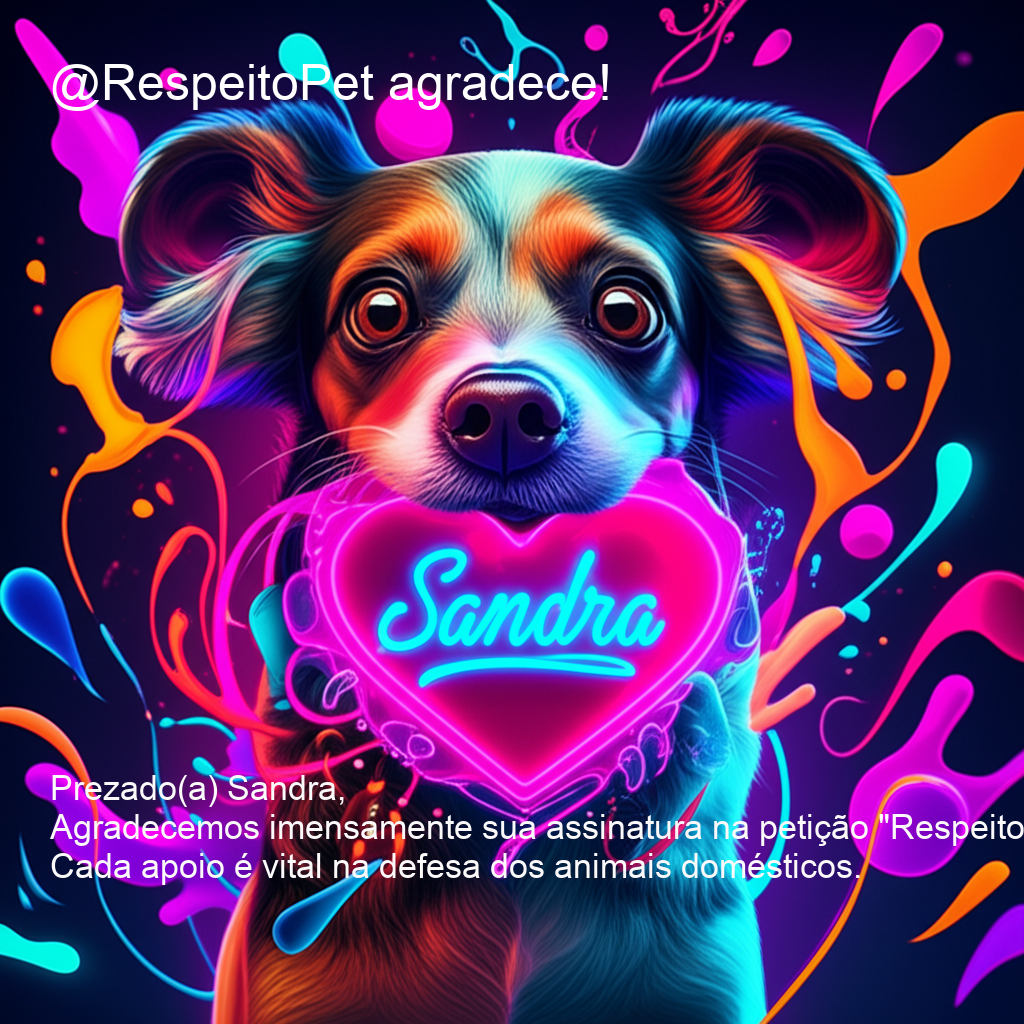 @RespeitoPet agradece!
Sandra
Prezado(a) Sandra,
Agradecemos imensamente sua assinatura na petição "Respeito
Cada apoio é vital na defesa dos animais domésticos.